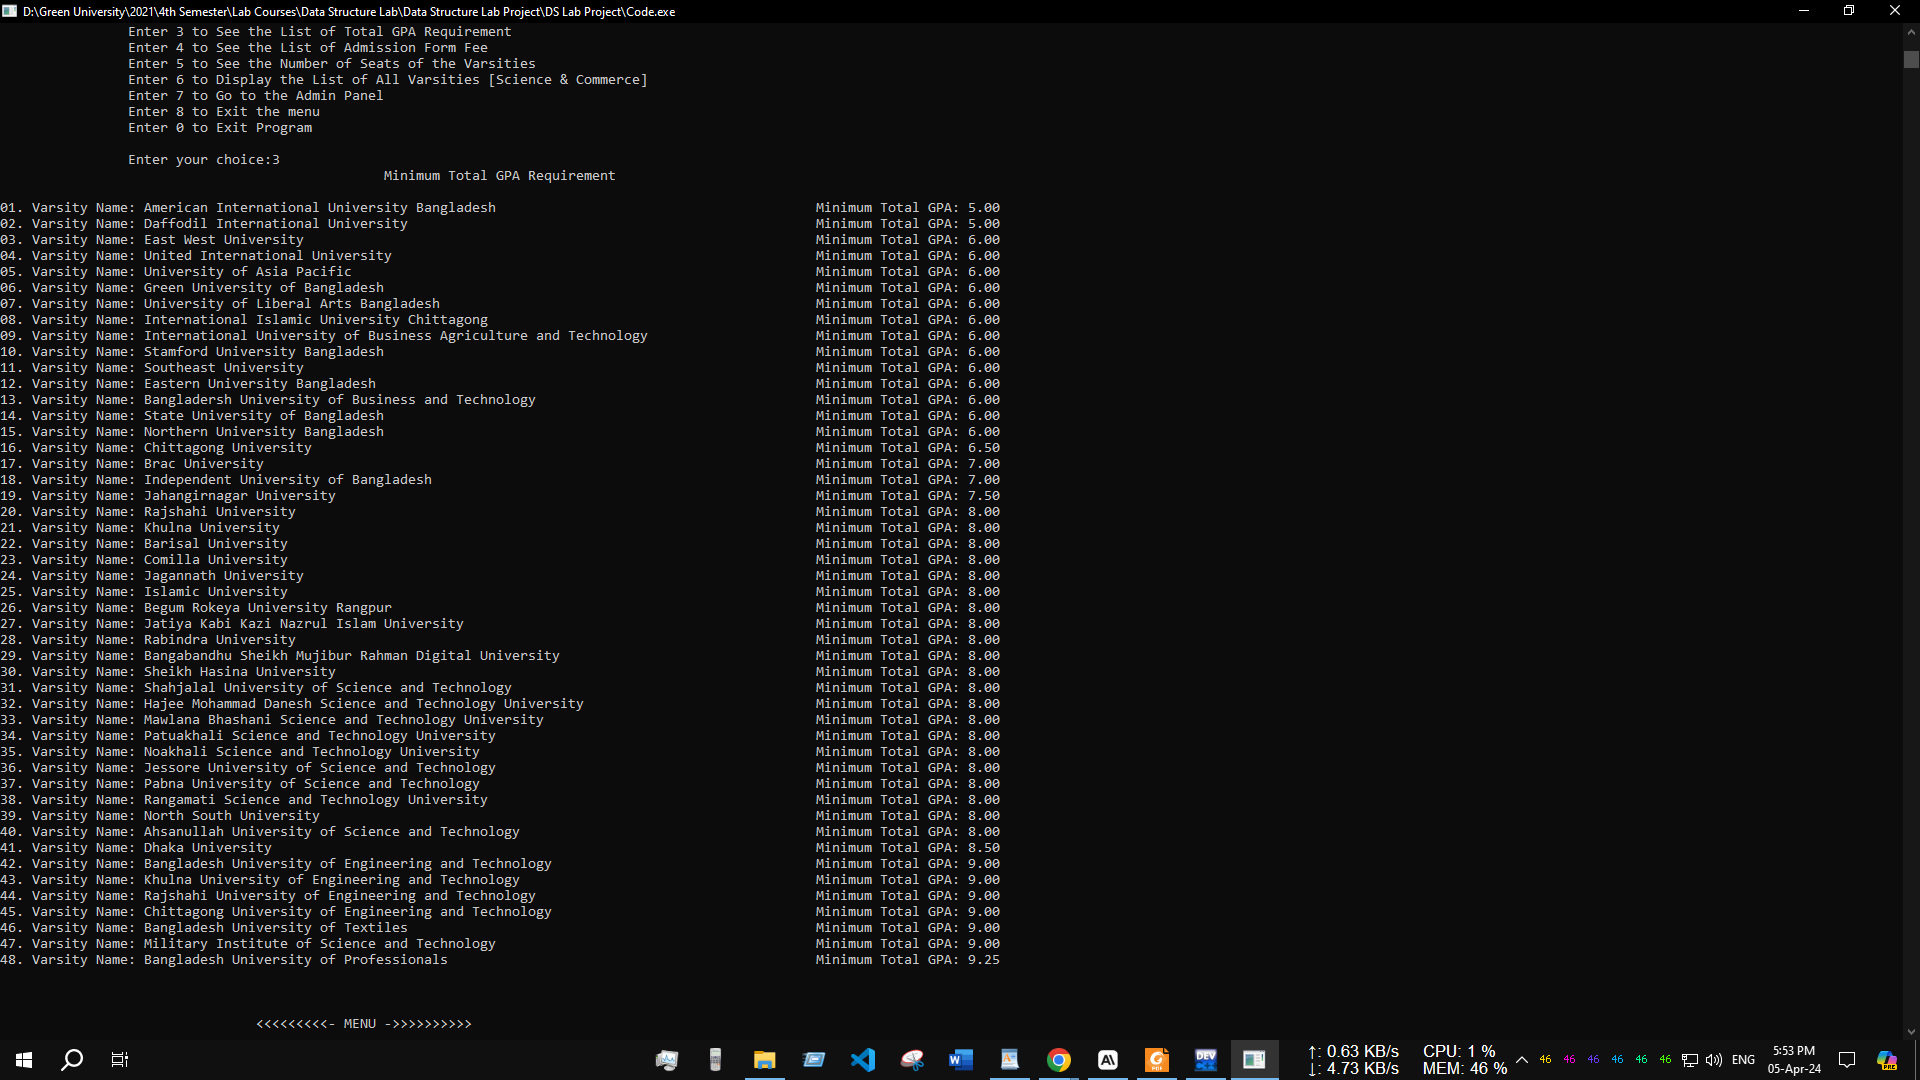 D:\Green University\2021\4th Semester\Lab Courses\Data Structure Lab\Data Structure Lab Project\DS Lab Project\Code.exe
Enter 3 to See the List of Total GPA Requirement
Enter 4 to See the List of Admission Form Fee
Enter 5 to See the Number of Seats of the Varsities
Enter 6 to Display the List of All Varsities [Science & Commerce]
Enter 7 to Go to the Admin Panel
Enter 8 to Exit the menu
Enter 0 to Exit Program
Enter your choice:3
Minimum Total GPA Requirement
01. Varsity Name: American International University Bangladesh Minimum Total GPA: 5.00
02. Varsity Name: Daffodil International University Minimum Total GPA: 5.00
03. Varsity Name: East West University Minimum Total GPA: 6.00
04. Varsity Name: United International University Minimum Total GPA: 6.00
05. Varsity Name: University of Asia Pacific Minimum Total GPA: 6.00
06. Varsity Name: Green University of Bangladesh Minimum Total GPA: 6.00
07. Varsity Name: University of Liberal Arts Bangladesh Minimum Total GPA: 6.00
08. Varsity Name: International Islamic University Chittagong Minimum Total GPA: 6.00
09. Varsity Name: International University of Business Agriculture and Technology Minimum Total GPA: 6.00
10. Varsity Name: Stamford University Bangladesh Minimum Total GPA: 6.00
11. Varsity Name: Southeast University Minimum Total GPA: 6.00
12. Varsity Name: Eastern University Bangladesh Minimum Total GPA: 6.00
13. Varsity Name: Bangladersh University of Business and Technology Minimum Total GPA: 6.00
14. Varsity Name: State University of Bangladesh Minimum Total GPA: 6.00
15. Varsity Name: Northern University Bangladesh Minimum Total GPA: 6.00
16. Varsity Name: Chittagong University Minimum Total GPA: 6.50
17. Varsity Name: Brac University Minimum Total GPA: 7.00
18. Varsity Name: Independent University of Bangladesh Minimum Total GPA: 7.00
19. Varsity Name: Jahangirnagar University Minimum Total GPA: 7.50
20. Varsity Name: Rajshahi University Minimum Total GPA: 8.00
21. Varsity Name: Khulna University Minimum Total GPA: 8.00
22. Varsity Name: Barisal University Minimum Total GPA: 8.00
23. Varsity Name: Comilla University Minimum Total GPA: 8.00
24. Varsity Name: Jagannath University Minimum Total GPA: 8.00
25. Varsity Name: Islamic University Minimum Total GPA: 8.00
26. Varsity Name: Begum Rokeya University Rangpur Minimum Total GPA: 8.00
27. Varsity Name: Jatiya Kabi Kazi Nazrul Islam University Minimum Total GPA: 8.00
28. Varsity Name: Rabindra University Minimum Total GPA: 8.00
29. Varsity Name: Bangabandhu Sheikh Mujibur Rahman Digital University Minimum Total GPA: 8.00
30. Varsity Name: Sheikh Hasina University Minimum Total GPA: 8.00
31. Varsity Name: Shahjalal University of Science and Technology Minimum Total GPA: 8.00
32. Varsity Name: Hajee Mohammad Danesh Science and Technology University Minimum Total GPA: 8.00
33. Varsity Name: Mawlana Bhashani Science and Technology University Minimum Total GPA: 8.00
34. Varsity Name: Patuakhali Science and Technology University Minimum Total GPA: 8.00
35. Varsity Name: Noakhali Science and Technology University Minimum Total GPA: 8.00
36. Varsity Name: Jessore University of Science and Technology Minimum Total GPA: 8.00
37. Varsity Name: Pabna University of Science and Technology Minimum Total GPA: 8.00
38. Varsity Name: Rangamati Science and Technology University Minimum Total GPA: 8.00
39. Varsity Name: North South University Minimum Total GPA: 8.00
40. Varsity Name: Ahsanullah University of Science and Technology Minimum Total GPA: 8.00
41. Varsity Name: Dhaka University Minimum Total GPA: 8.50
42. Varsity Name: Bangladesh University of Engineering and Technology Minimum Total GPA: 9.00
43. Varsity Name: Khulna University of Engineering and Technology Minimum Total GPA: 9.00
44. Varsity Name: Rajshahi University of Engineering and Technology Minimum Total GPA: 9.00
45. Varsity Name: Chittagong University of Engineering and Technology Minimum Total GPA: 9.00
46. Varsity Name: Bangladesh University of Textiles Minimum Total GPA: 9.00
47. Varsity Name: Military Institute of Science and Technology Minimum Total GPA: 9.00
48. Varsity Name: Bangladesh University of Professionals Minimum Total GPA: 9.25
<<<<<<<<<- MENU ->>>>>>>>>>
↑: 0.63 KB/s CPU: 1 % 46 46 46 46 46 46 ENG 5:53 PM
↓: 4.73 KB/s MEM: 46 % 05-Apr-24